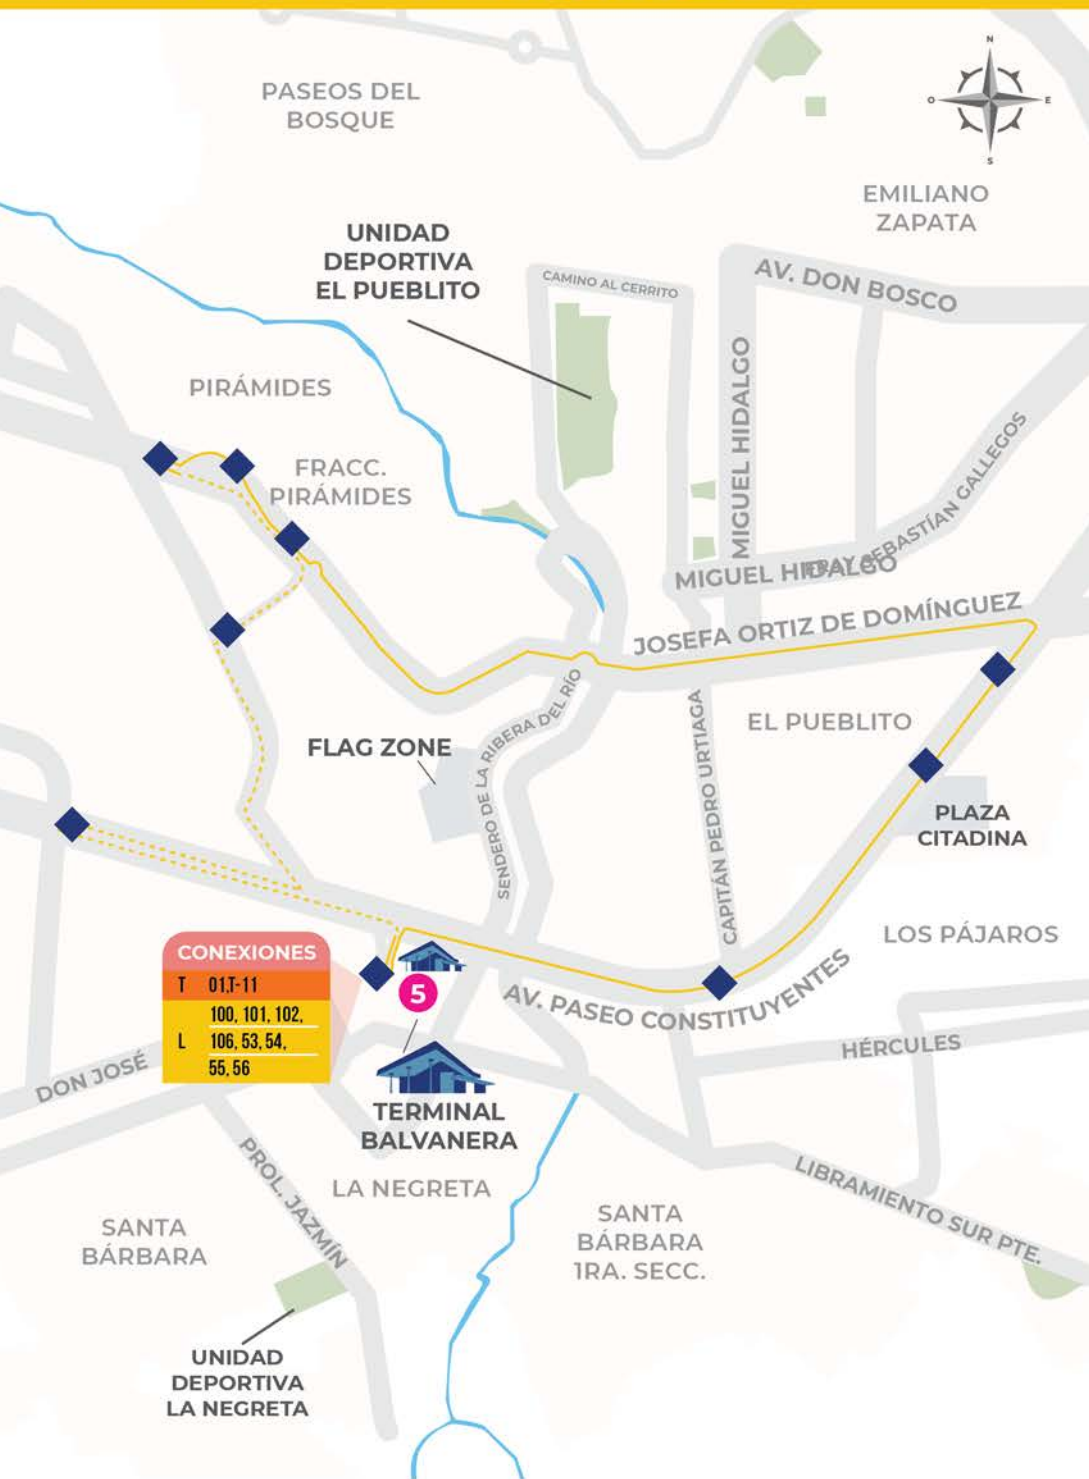 PASEOS DEL
BOSQUE
N
O
E
S
EMILIANO
ZAPATA
UNIDAD
DEPORTIVA
EL PUEBLITO
CAMINO AL CERRITO
AV. DON BOSCO
PIRÁMIDES
MIGUEL HIDALGO
FRACC.
PIRÁMIDES
FRAY SEBASTÍAN GALLEGOS
MIGUEL HIDALGO
JOSEFA ORTIZ DE DOMÍNGUEZ
SENDERO DE LA RIBERA DEL RÍO
CAPITÁN PEDRO URTIAGA
EL PUEBLITO
FLAG ZONE
PLAZA
CITADINA
LOS PÁJAROS
CONEXIONES
T 01,T-11
100, 101, 102,
L 106, 53, 54,
55, 56
5
AV. PASEO CONSTITUYENTES
HÉRCULES
DON JOSÉ
TERMINAL
BALVANERA
PROL. JAZMÍN
LA NEGRETA
LIBRAMIENTO SUR PTE.
SANTA
BÁRBARA
SANTA
BÁRBARA
1RA. SECC.
UNIDAD
DEPORTIVA
LA NEGRETA